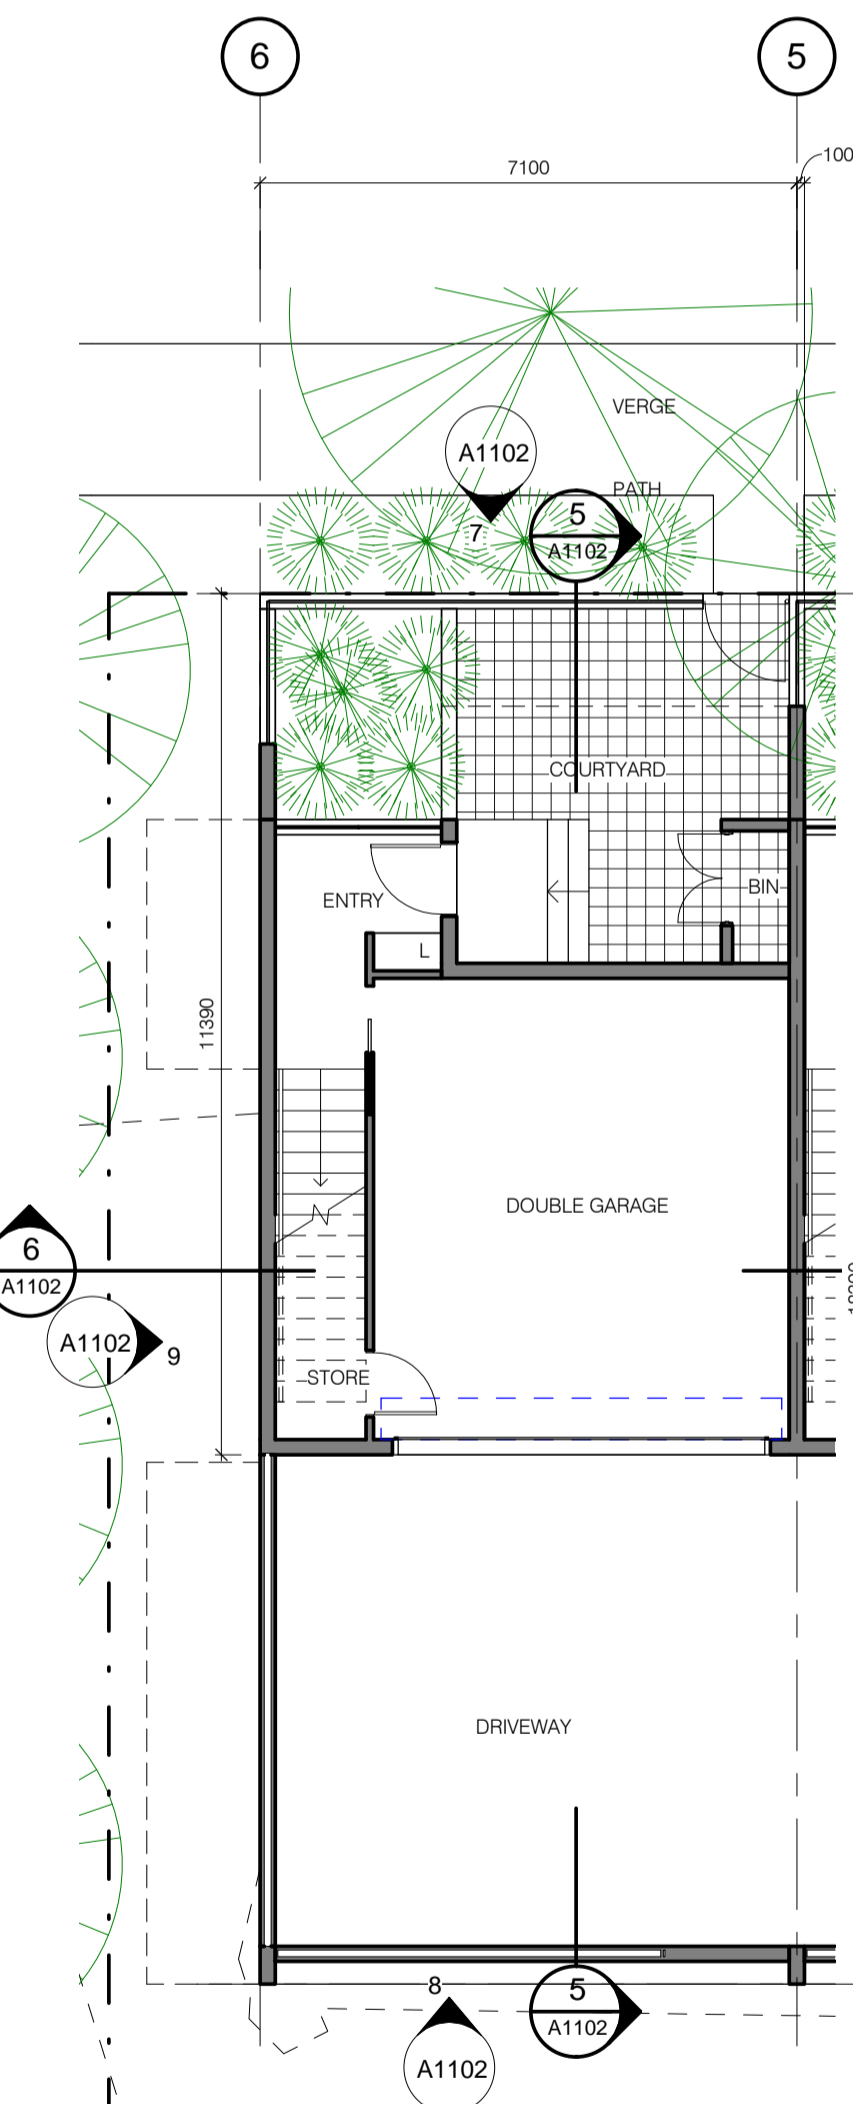 6
5
7100
100
VERGE
A1102
PATH
7
5
A1102
COURTYARD
ENTRY
BIN
L
11390
DOUBLE GARAGE
6
A1102
A1102
9
STORE
DRIVEWAY
8
5
A1102
A1102